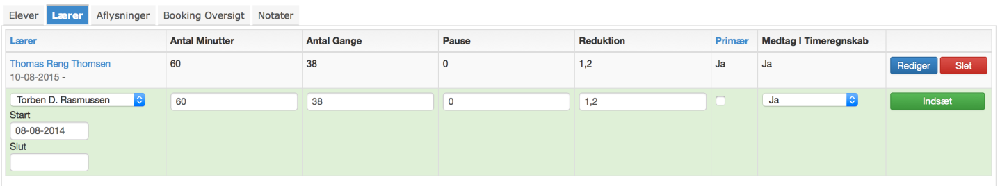 Elever Lærer Aflysninger Booking Oversigt Notater
Lærer Antal Minutter Antal Gange Pause Reduktion Primær Medtag I Timeregnskab
Thomas Reng Thomsen 60 38 0 1,2 Ja Ja Rediger Slet
10-08-2015 -
Torben D. Rasmussen 60 38 0 1,2 Ja Indsæt
Start
08-08-2014
Slut